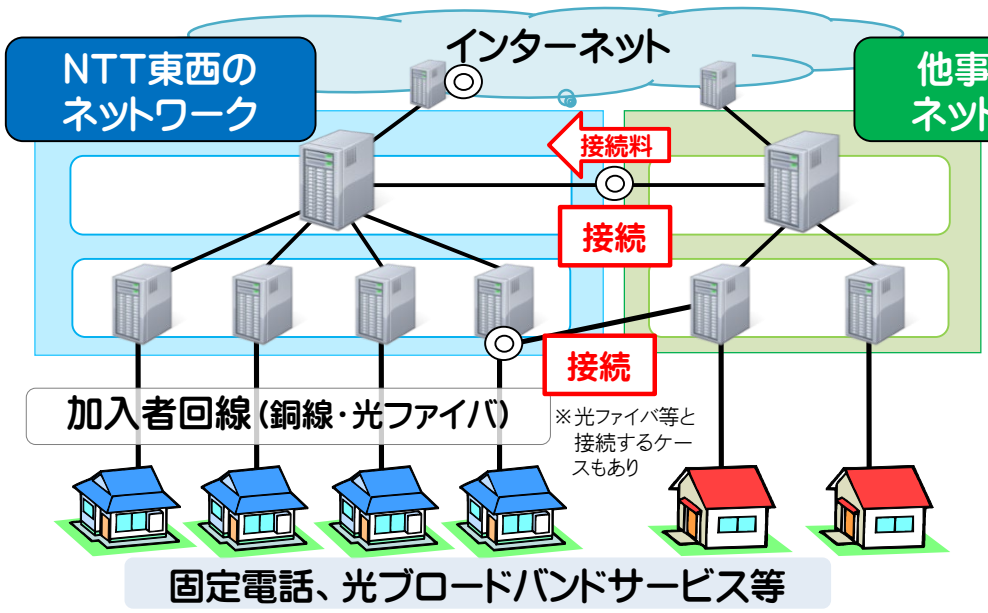 インターネット
NTT東西の
ネットワーク
他事
ネット
接続料
接続
接続
加入者回線(銅線・光ファイバ)
※光ファイバ等と
接続するケー
スもあり
固定電話、光ブロードバンドサービス等